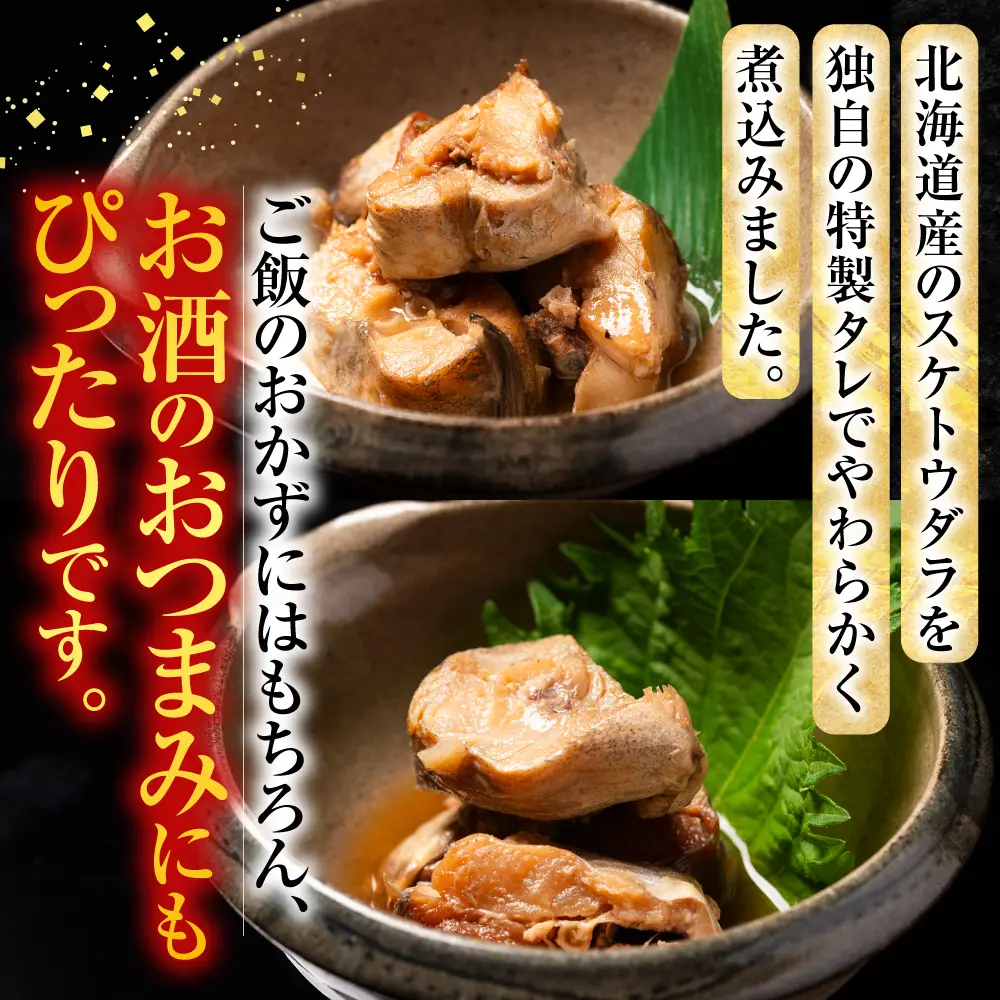 北海道産のスケトウダラを
独自の特製タレでやわらかく
煮込みました。
ご飯のおかずにはもちろん、
お酒のおつまみにも
ぴったりです。